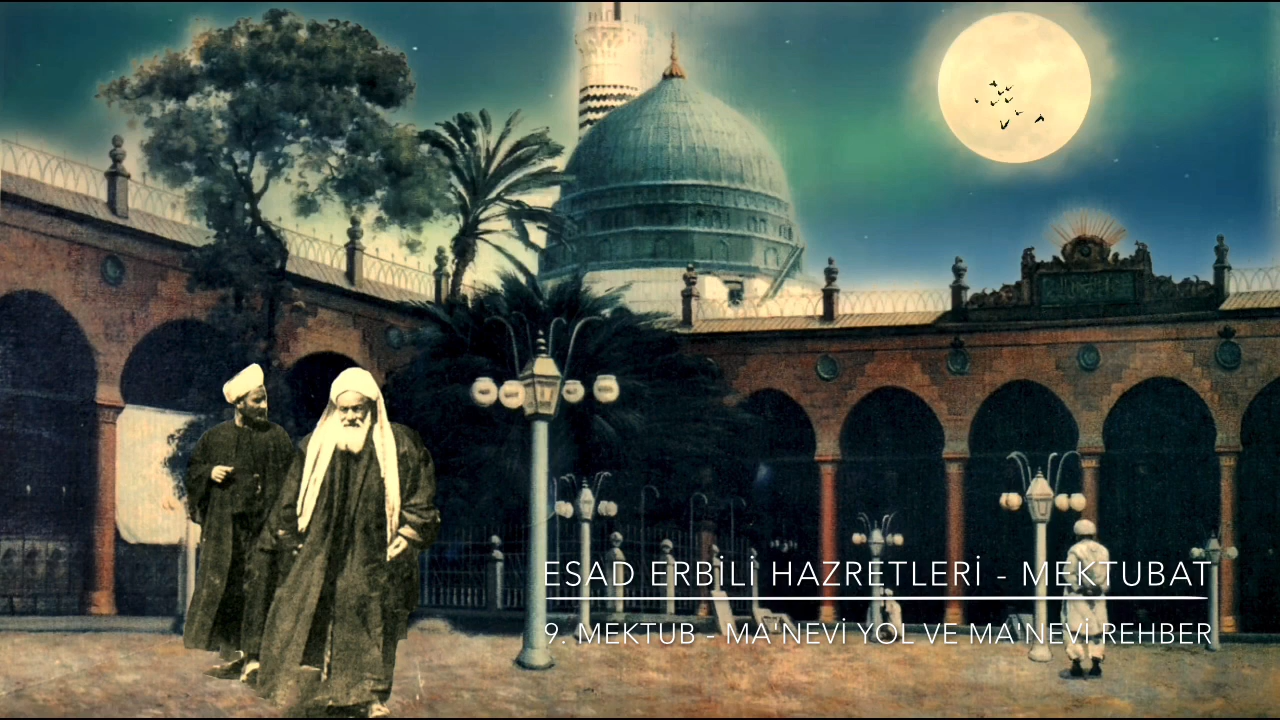 ESAD ERBİLİ HAZRETLERİ - MEKTUBAT
9. MEKTUB - MA'NEVİ YOL VE MA'NEVİ REHBER